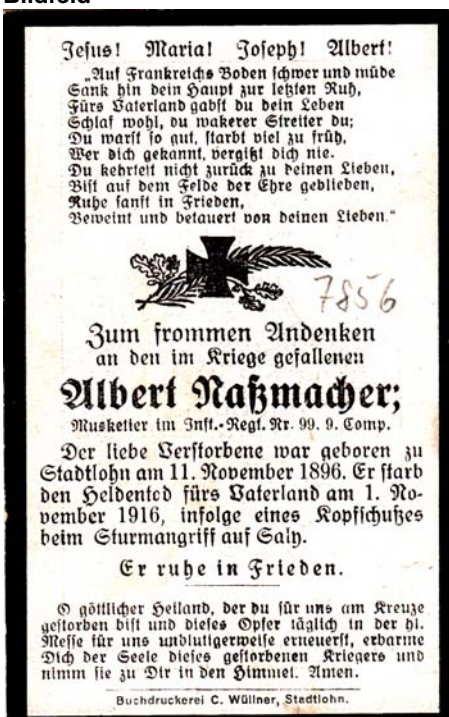 Bildfeld
Jesus! Maria! Joseph! Albert!
„Auf Frankreichs Boden schwer und müde
Sank hin dein Haupt zur letzten Ruh,
Fürs Vaterland gabst du dein Leben
Schlaf wohl, du wakerer Streiter du;
Du warst so gut, starbt viel zu früh,
Wer dich gekannt, vergißt dich nie.
Du kehrteit nicht zurück zu deinen Lieben,
Bist auf dem Felde der Ehre geblieben,
Ruhe sanft in Frieden,
Beweint und betauert von deinen Lieben."
7856
Zum frommen Andenken
an den im Kriege gefallenen
Albert Naßmacher;
Musketier im Inft.-Regt. Nr. 99. 9. Comp.
Der liebe Verstorbene war geboren zu
Stadtlohn am 11. November 1896. Er starb
den Heldentod fürs Vaterland am 1. No-
vember 1916, infolge eines Kopfschußes
beim Sturmangriff auf Saly.
Er ruhe in Frieden.
O göttlicher Heiland, der du für uns am Kreuze
gestorben bist und dieses Opfer täglich in der hl.
Messe für uns unblutigerweise erneuerst, erbarme
Dich der Seele dieses gestorbenen Kriegers und
nimm sie zu Dir in den Himmel. Amen.
Buchdruckerei C. Wüllner, Stadtlohn.